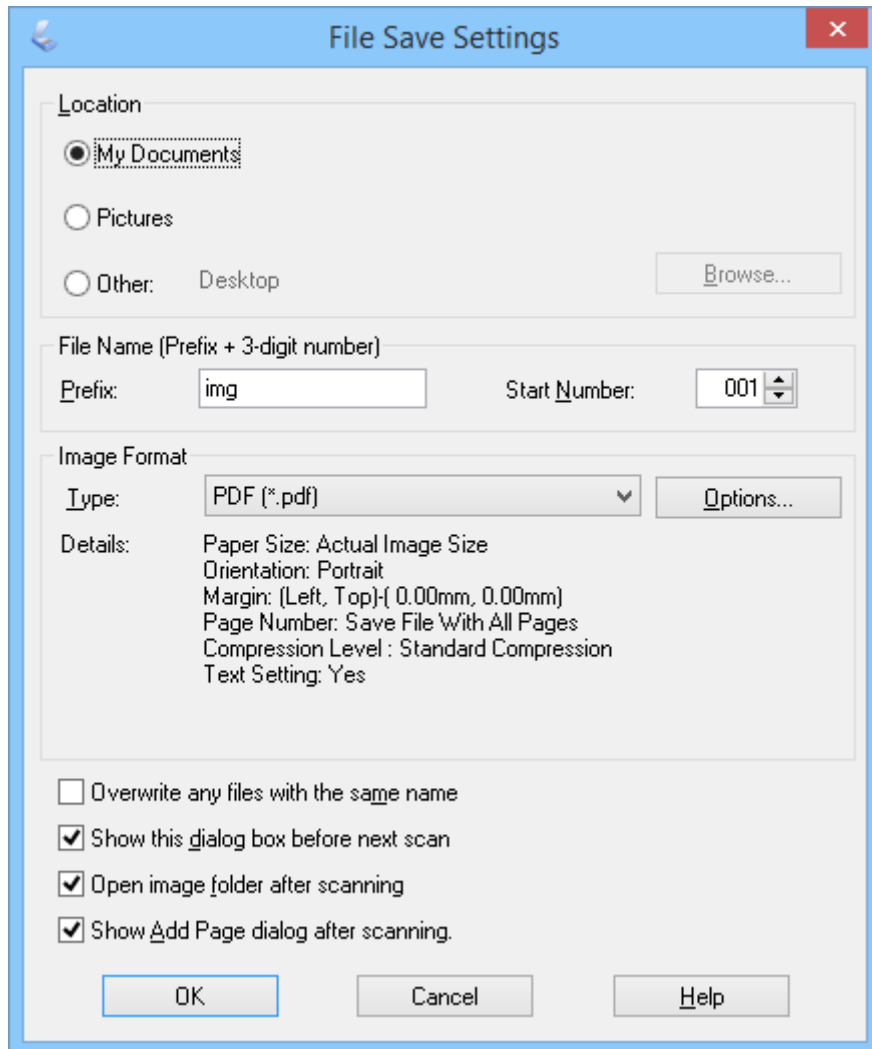 File Save Settings
Location
My Documents
Pictures
Other: Desktop Browse...
File Name (Prefix + 3-digit number)
Prefix: img Start Number: 001
Image Format
Type: PDF (*.pdf) Options...
Details: Paper Size: Actual Image Size
Orientation: Portrait
Margin: (Left, Top)-( 0.00mm, 0.00mm)
Page Number: Save File With All Pages
Compression Level : Standard Compression
Text Setting: Yes
Overwrite any files with the same name
Show this dialog box before next scan
Open image folder after scanning
Show Add Page dialog after scanning.
OK Cancel Help